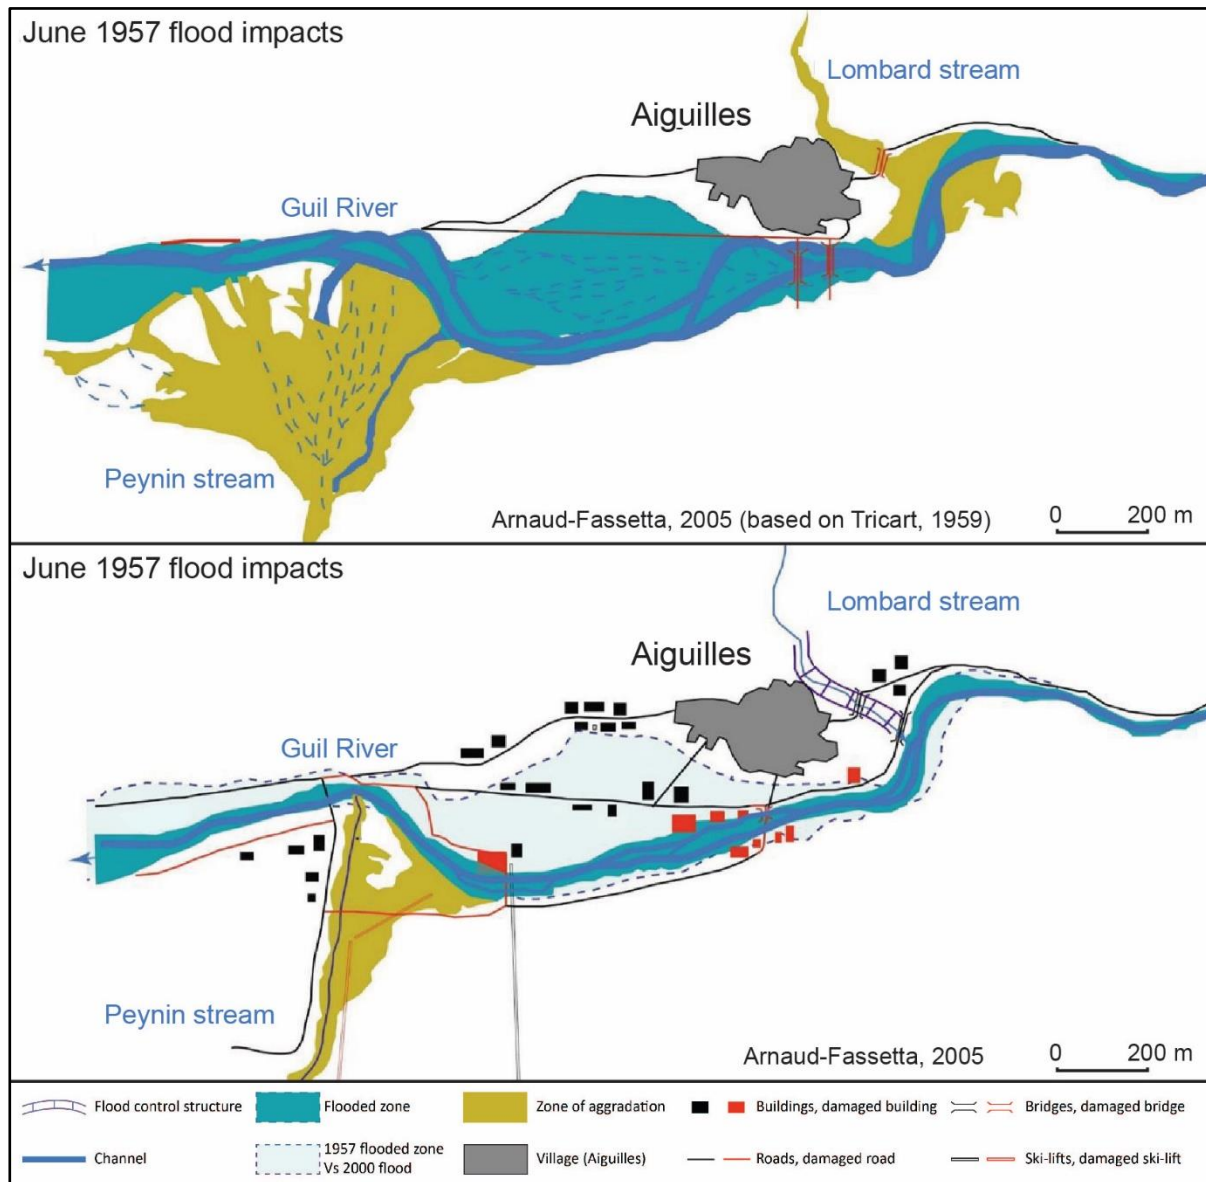 June 1957 flood impacts
Lombard stream
Aiguilles
Guil River
Peynin stream
Arnaud-Fassetta, 2005 (based on Tricart, 1959)
0 200 m
June 1957 flood impacts
Lombard stream
Aiguilles
Guil River
Peynin stream
Arnaud-Fassetta, 2005
0 200 m
Flood control structure
Flooded zone
Zone of aggradation
Buildings, damaged building
Bridges, damaged bridge
Channel
1957 flooded zone
Vs 2000 flood
Village (Aiguilles)
Roads, damaged road
Ski-lifts, damaged ski-lift